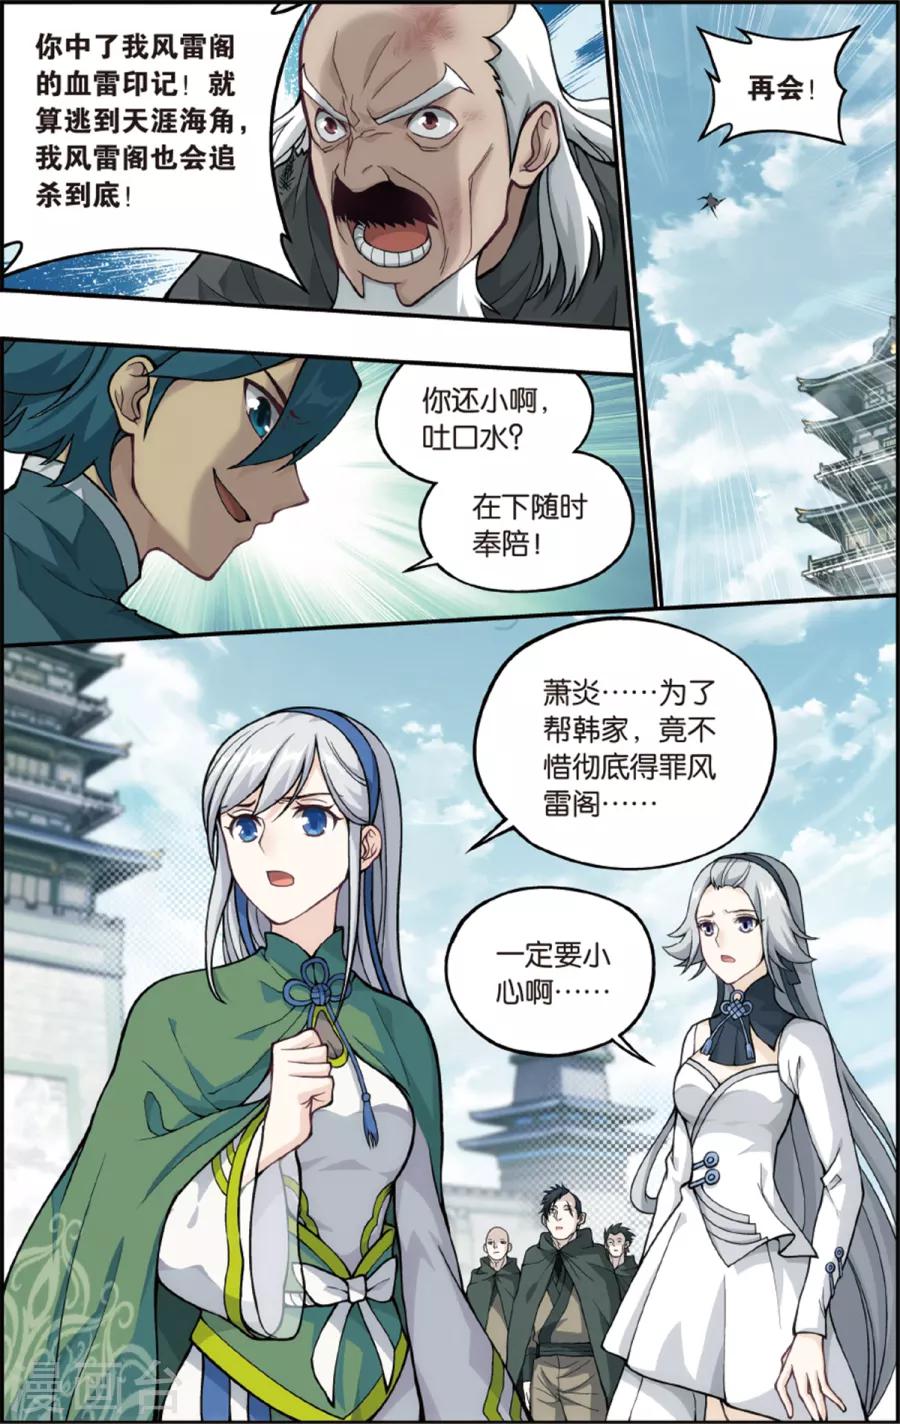 你中了我风雷阁
的血雷印记！就
算逃到天涯海角，
我风雷阁也会追
杀到底！
你还小啊，
吐口水？
在下随时
奉陪！
再会！
萧炎……为了
帮韩家，竟不
惜彻底得罪风
雷阁……
一定要小
心啊……
漫画台